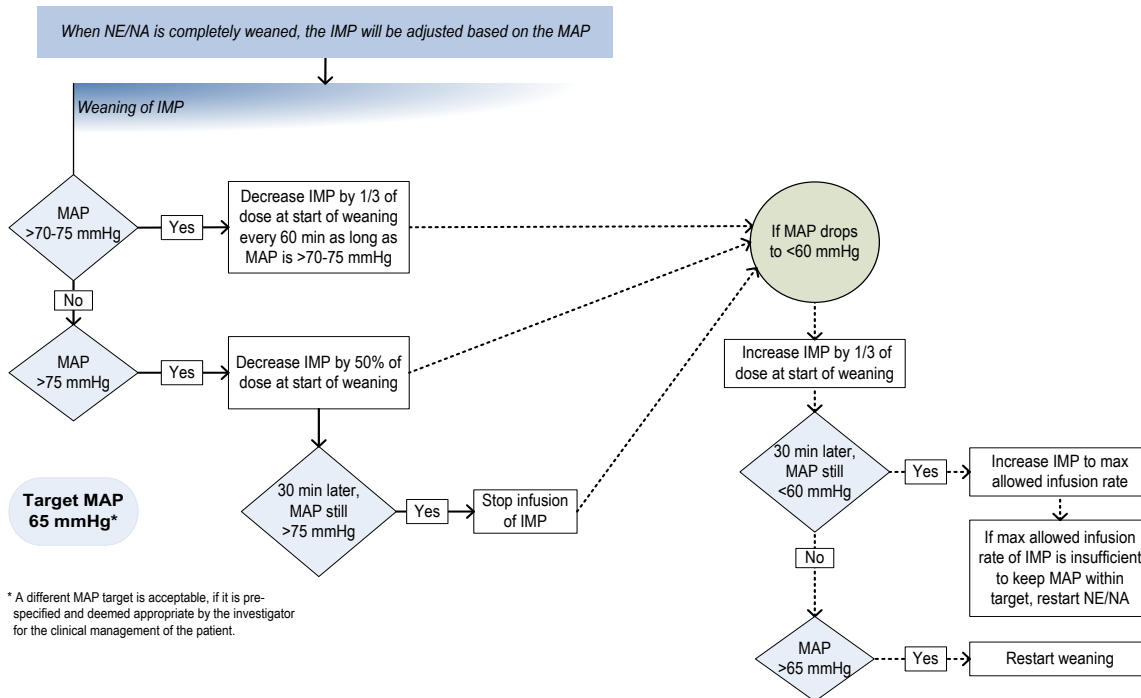 When NE/NA is completely weaned, the IMP will be adjusted based on the MAP
Weaning of IMP
MAP
>70-75 mmHg
Yes
Decrease IMP by 1/3 of
dose at start of weaning
every 60 min as long as
MAP is >70-75 mmHg
If MAP drops
to <60 mmHg
No
MAP
>75 mmHg
Yes
Decrease IMP by 50% of
dose at start of weaning
Increase IMP by 1/3 of
dose at start of weaning
30 min later,
MAP still
>75 mmHg
Yes
Stop infusion
of IMP
30 min later,
MAP still
<60 mmHg
Yes
Increase IMP to max
allowed infusion rate
If max allowed infusion
rate of IMP is insufficient
to keep MAP within
target, restart NE/NA
No
MAP
>65 mmHg
Yes
Restart weaning
Target MAP
65 mmHg*
* A different MAP target is acceptable, if it is pre-
specified and deemed appropriate by the investigator
for the clinical management of the patient.